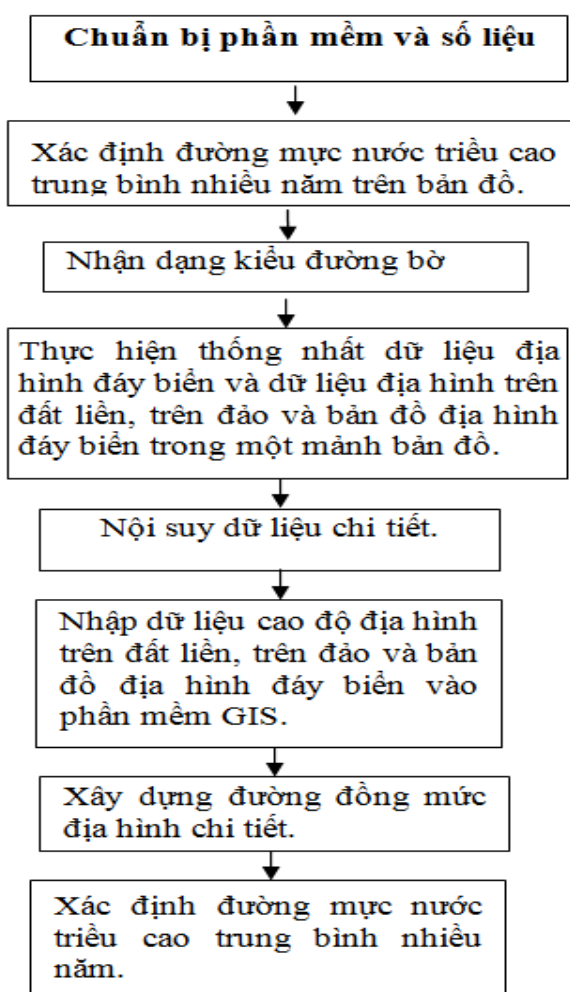 Chuẩn bị phần mềm và số liệu
Xác định đường mực nước triều cao
trung bình nhiều năm trên bản đồ.
Nhận dạng kiểu đường bờ
Thực hiện thống nhất dữ liệu địa
hình đáy biển và dữ liệu địa hình trên
đất liền, trên đảo và bản đồ địa hình
đáy biển trong một mảnh bản đồ.
Nội suy dữ liệu chi tiết.
Nhập dữ liệu cao độ địa hình
trên đất liền, trên đảo và bản
đồ địa hình đáy biển vào
phần mềm GIS.
Xây dựng đường đồng mức
địa hình chi tiết.
Xác định đường mực nước
triều cao trung bình nhiều
năm.